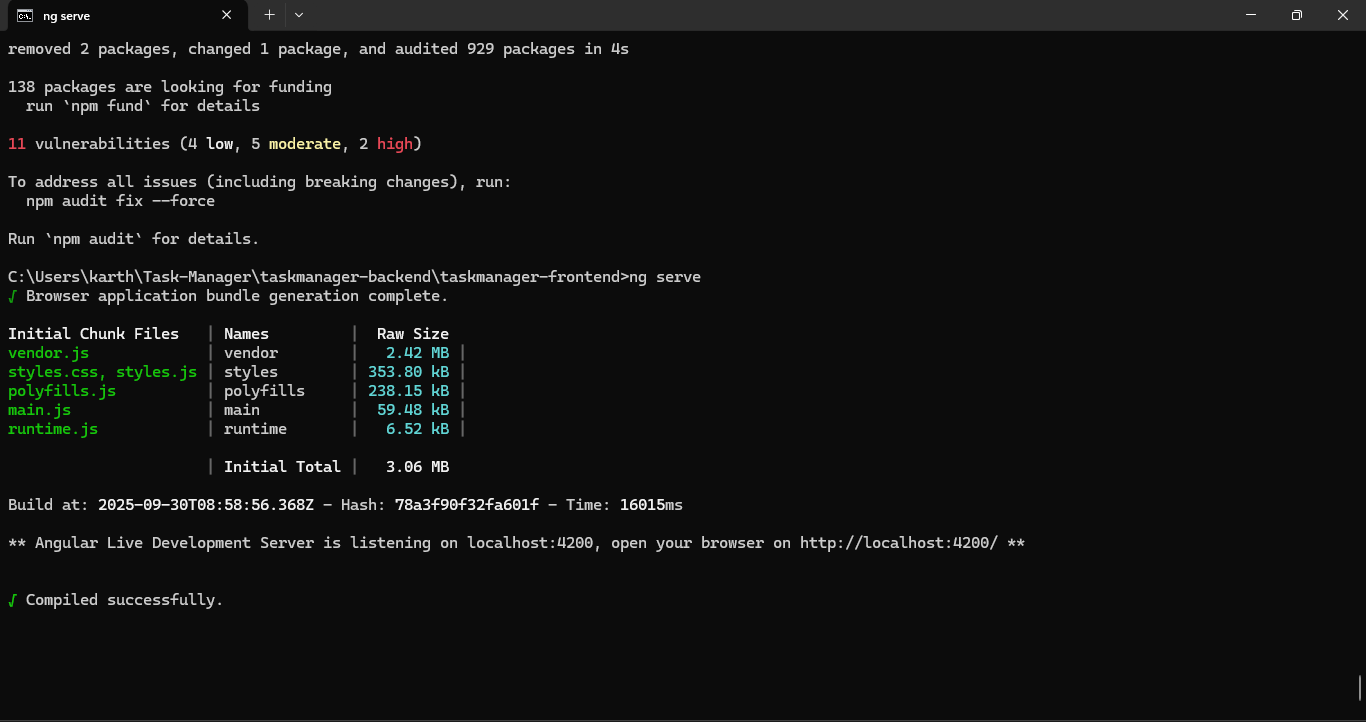 ng serve
removed 2 packages, changed 1 package, and audited 929 packages in 4s
138 packages are looking for funding
run `npm fund` for details
11 vulnerabilities (4 low, 5 moderate, 2 high)
To address all issues (including breaking changes), run:
npm audit fix --force
Run `npm audit` for details.
C:\Users\karth\Task-Manager\taskmanager-backend\taskmanager-frontend>ng serve
√ Browser application bundle generation complete.
Initial Chunk Files | Names | Raw Size
vendor.js | vendor | 2.42 MB |
styles.css, styles.js | styles | 353.80 kB |
polyfills.js | polyfills | 238.15 kB |
main.js | main | 59.48 kB |
runtime.js | runtime | 6.52 kB |
| Initial Total | 3.06 MB
Build at: 2025-09-30T08:58:56.368Z - Hash: 78a3f90f32fa601f - Time: 16015ms
** Angular Live Development Server is listening on localhost:4200, open your browser on http://localhost:4200/ **
√ Compiled successfully.